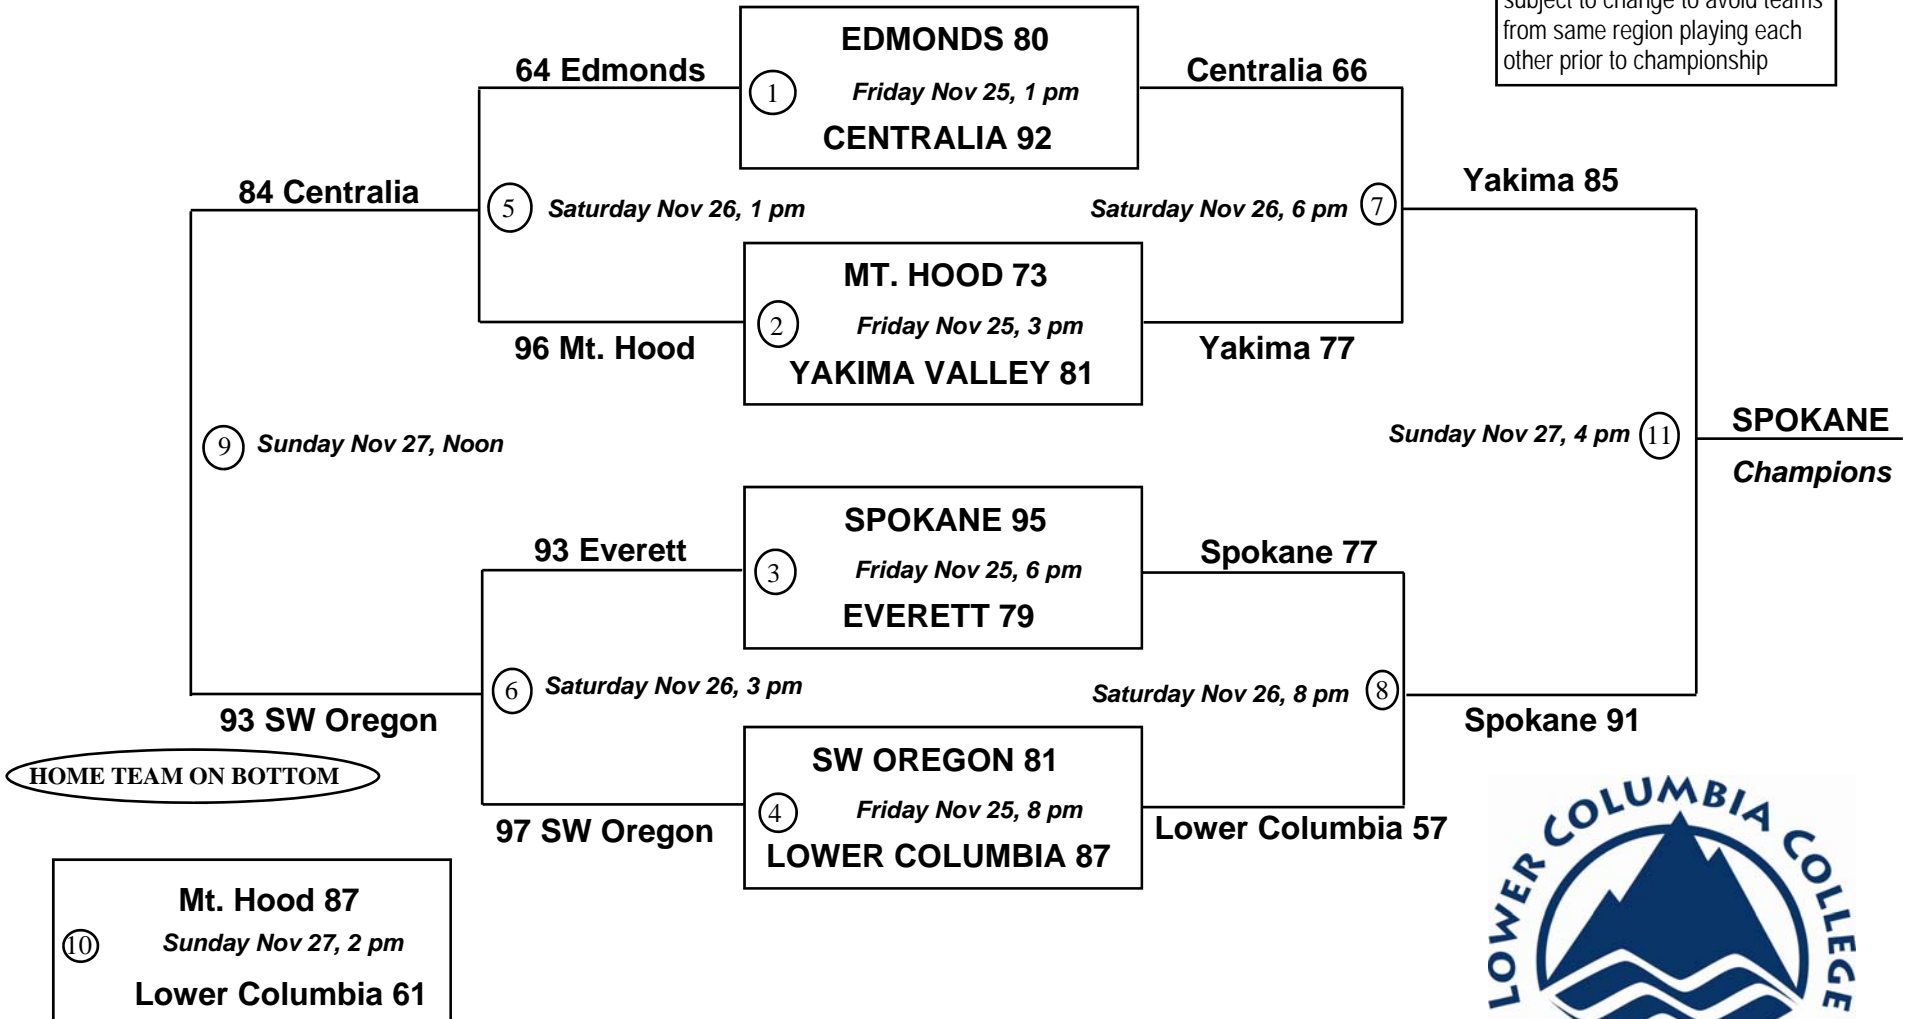 subject to change to avoid teams
from same region playing each
other prior to championship
EDMONDS 80
1 Friday Nov 25, 1 pm
CENTRALIA 92
64 Edmonds
Centralia 66
84 Centralia
5 Saturday Nov 26, 1 pm
Saturday Nov 26, 6 pm 7
Yakima 85
MT. HOOD 73
2 Friday Nov 25, 3 pm
YAKIMA VALLEY 81
96 Mt. Hood
Yakima 77
9 Sunday Nov 27, Noon
Sunday Nov 27, 4 pm 11
SPOKANE
Champions
SPOKANE 95
3 Friday Nov 25, 6 pm
EVERETT 79
93 Everett
Spokane 77
6 Saturday Nov 26, 3 pm
Saturday Nov 26, 8 pm 8
93 SW Oregon
Spokane 91
HOME TEAM ON BOTTOM
SW OREGON 81
4 Friday Nov 25, 8 pm
LOWER COLUMBIA 87
97 SW Oregon
Lower Columbia 57
Mt. Hood 87
10 Sunday Nov 27, 2 pm
Lower Columbia 61
LOWER COLUMBIA COLLEGE